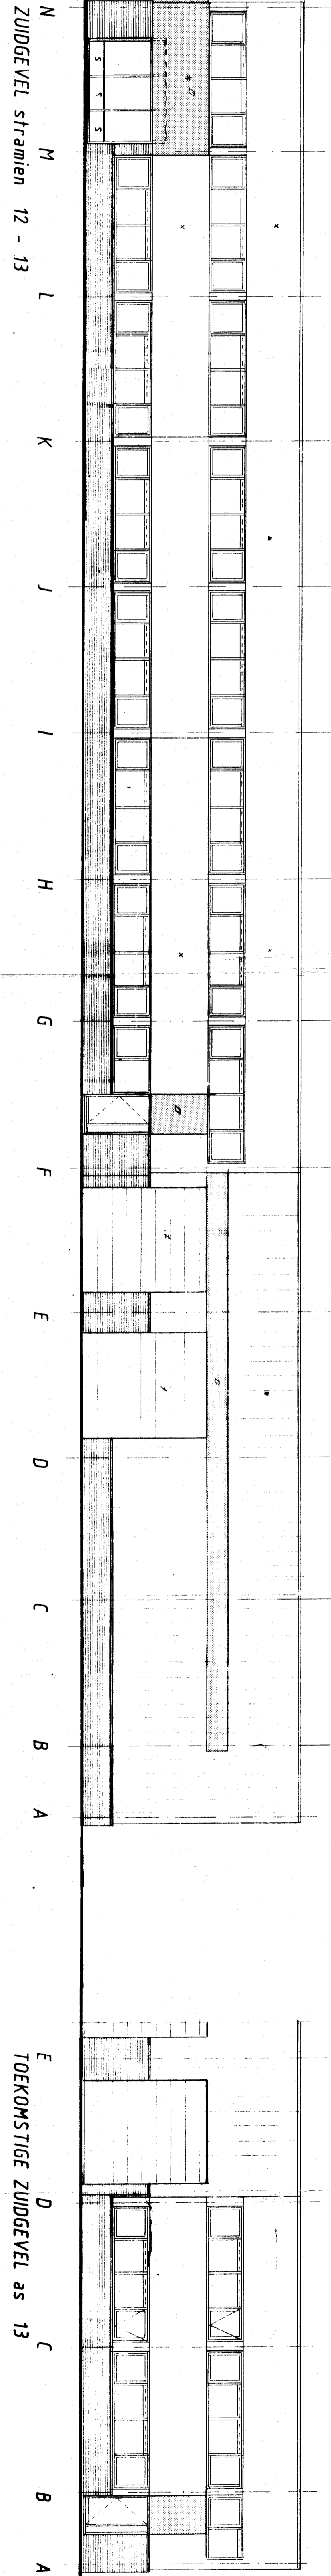 N M L K J I H G F E D C B A
ZUIDGEVEL stramien 12 - 13
S S S
E D C B A
TOEKOMSTIGE ZUIDGEVEL as 13